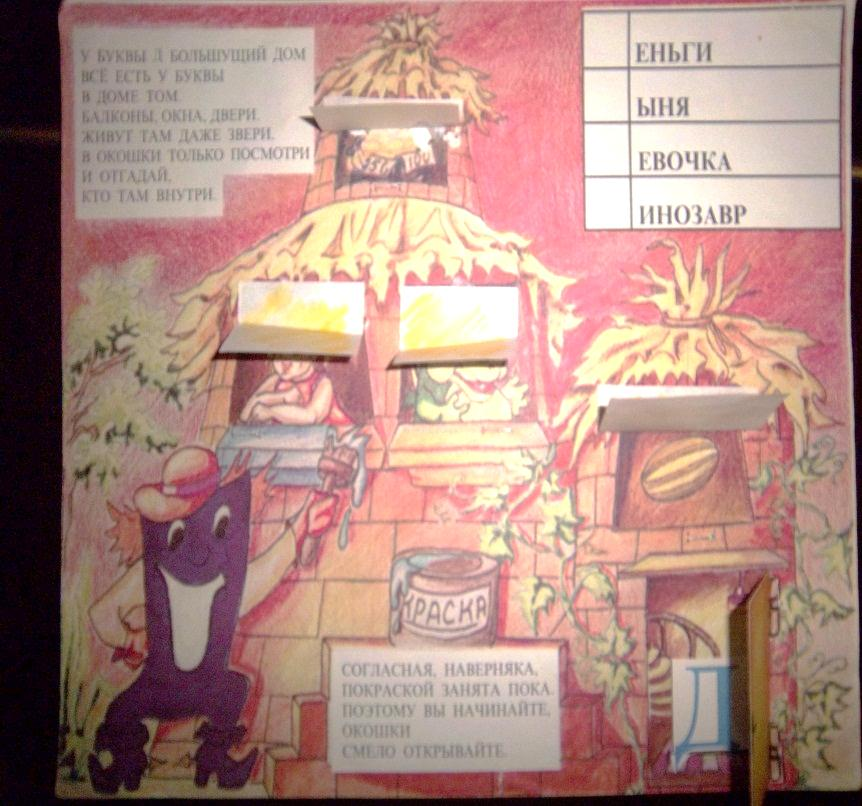 У БУКВЫ Д БОЛЬШУЩИЙ ДОМ
ВСЁ ЕСТЬ У БУКВЫ
В ДОМЕ ТОМ.
БАЛКОНЫ, ОКНА, ДВЕРИ.
ЖИВУТ ТАМ ДАЖЕ ЗВЕРИ.
В ОКОШКИ ТОЛЬКО ПОСМОТРИ
И ОТГАДАЙ,
КТО ТАМ ВНУТРИ.
ЕНЬГИ
ЫНЯ
ЕВОЧКА
ИНОЗАВР
КРАСКА
СОГЛАСНАЯ, НАВЕРНЯКА,
ПОКРАСКОЙ ЗАНЯТА ПОКА.
ПОЭТОМУ ВЫ НАЧИНАЙТЕ,
ОКОШКИ
СМЕЛО ОТКРЫВАЙТЕ.
Д